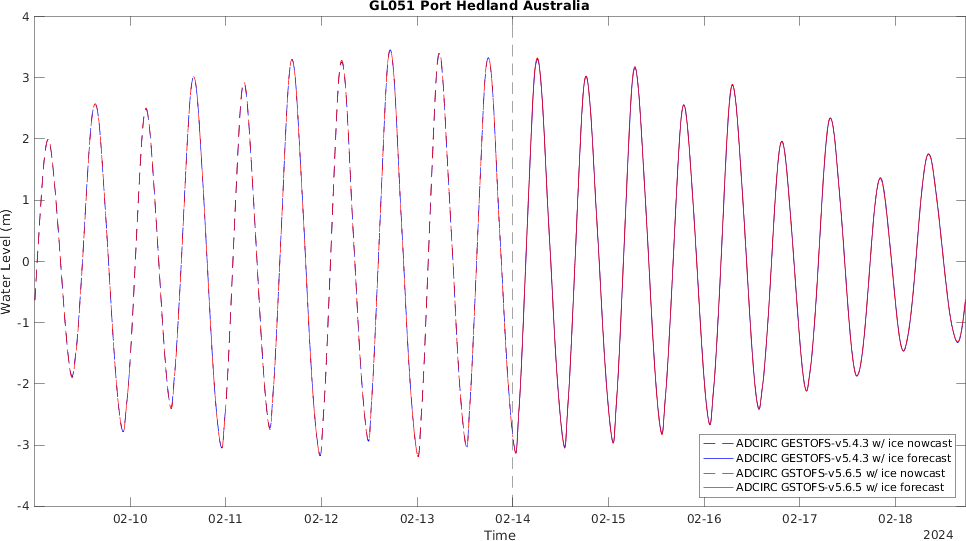 GL051 Port Hedland Australia
Water Level (m)
4
3
2
1
0
-1
-2
-3
-4
ADCIRC GESTOFS-v5.4.3 w/ ice nowcast
ADCIRC GESTOFS-v5.4.3 w/ ice forecast
ADCIRC GSTOFS-v5.6.5 w/ ice nowcast
ADCIRC GSTOFS-v5.6.5 w/ ice forecast
02-10 02-11 02-12 02-13 02-14 02-15 02-16 02-17 02-18
Time
2024